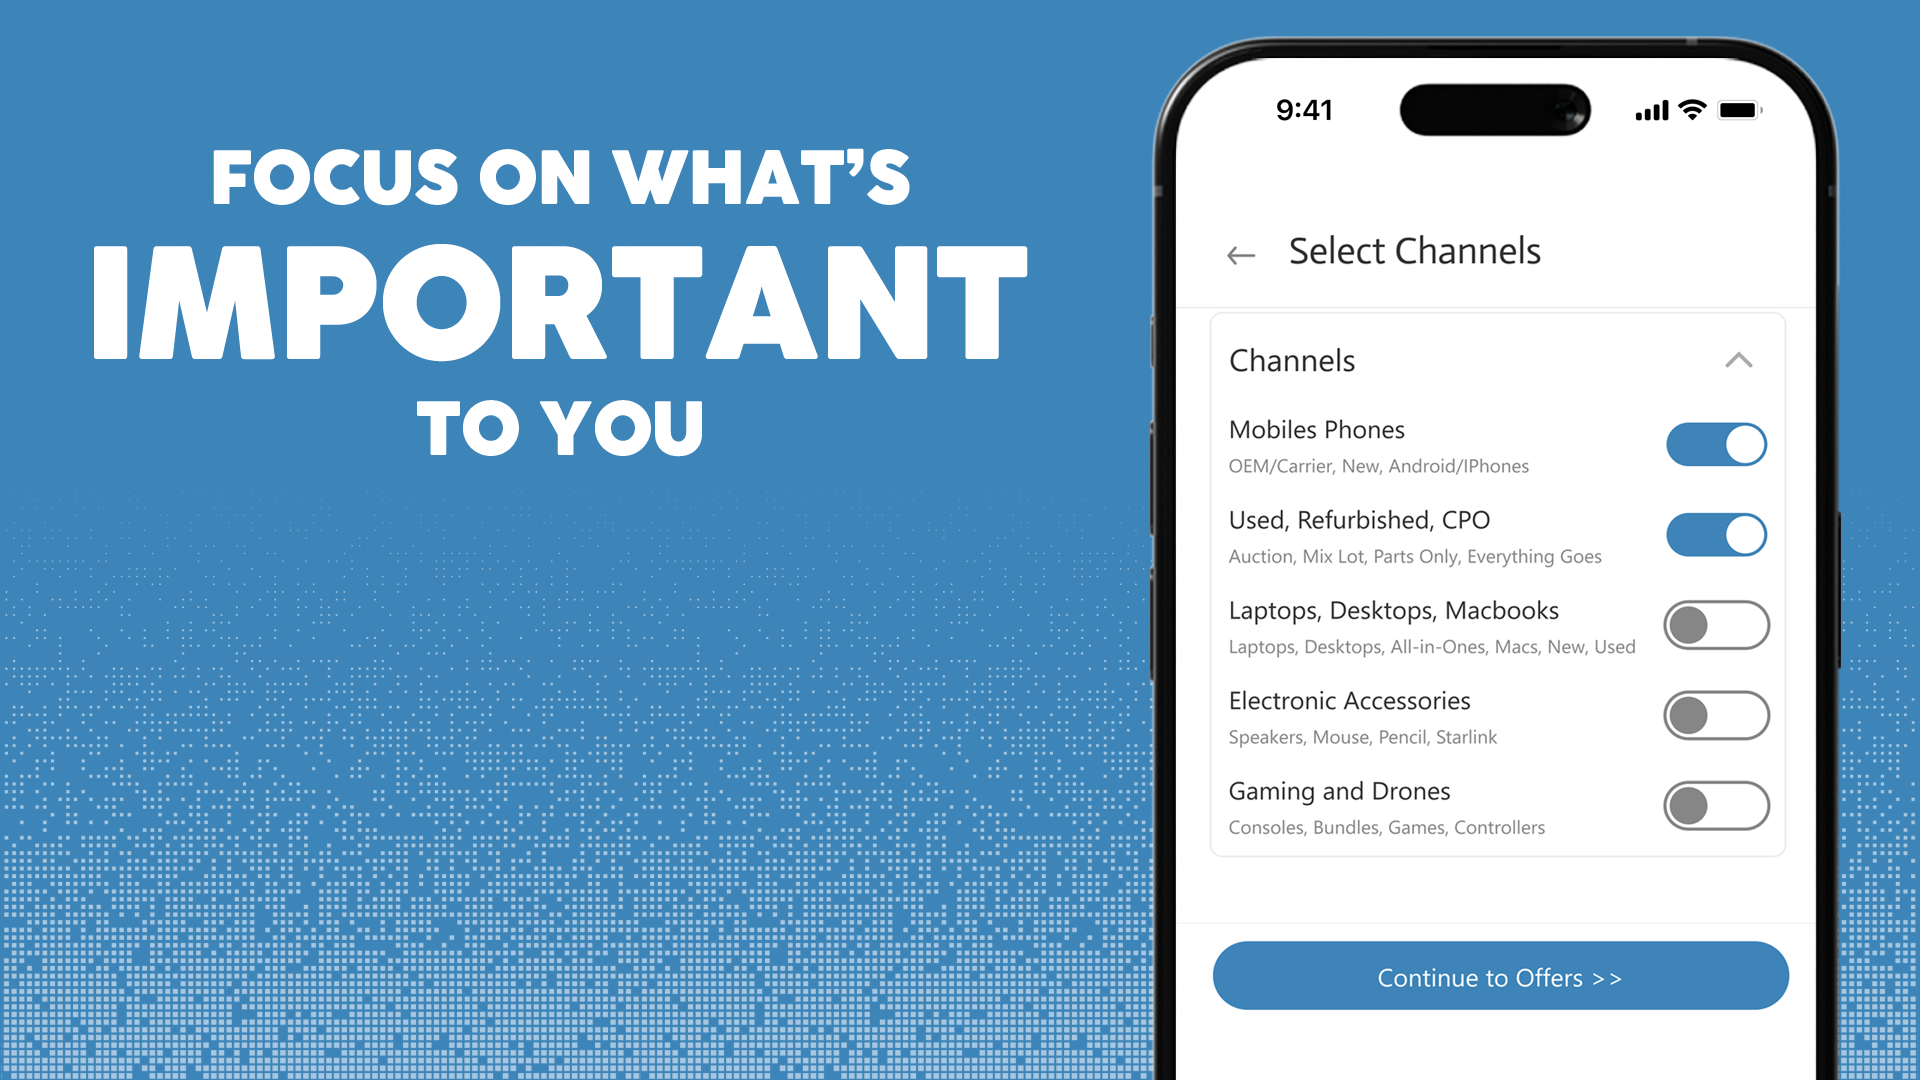 FOCUS ON WHAT’S
IMPORTANT
TO YOU
9:41
Select Channels
Channels
Mobiles Phones
OEM/Carrier, New, Android/IPhones
Used, Refurbished, CPO
Auction, Mix Lot, Parts Only, Everything Goes
Laptops, Desktops, Macbooks
Laptops, Desktops, All-in-Ones, Macs, New, Used
Electronic Accessories
Speakers, Mouse, Pencil, Starlink
Gaming and Drones
Consoles, Bundles, Games, Controllers
Continue to Offers >>